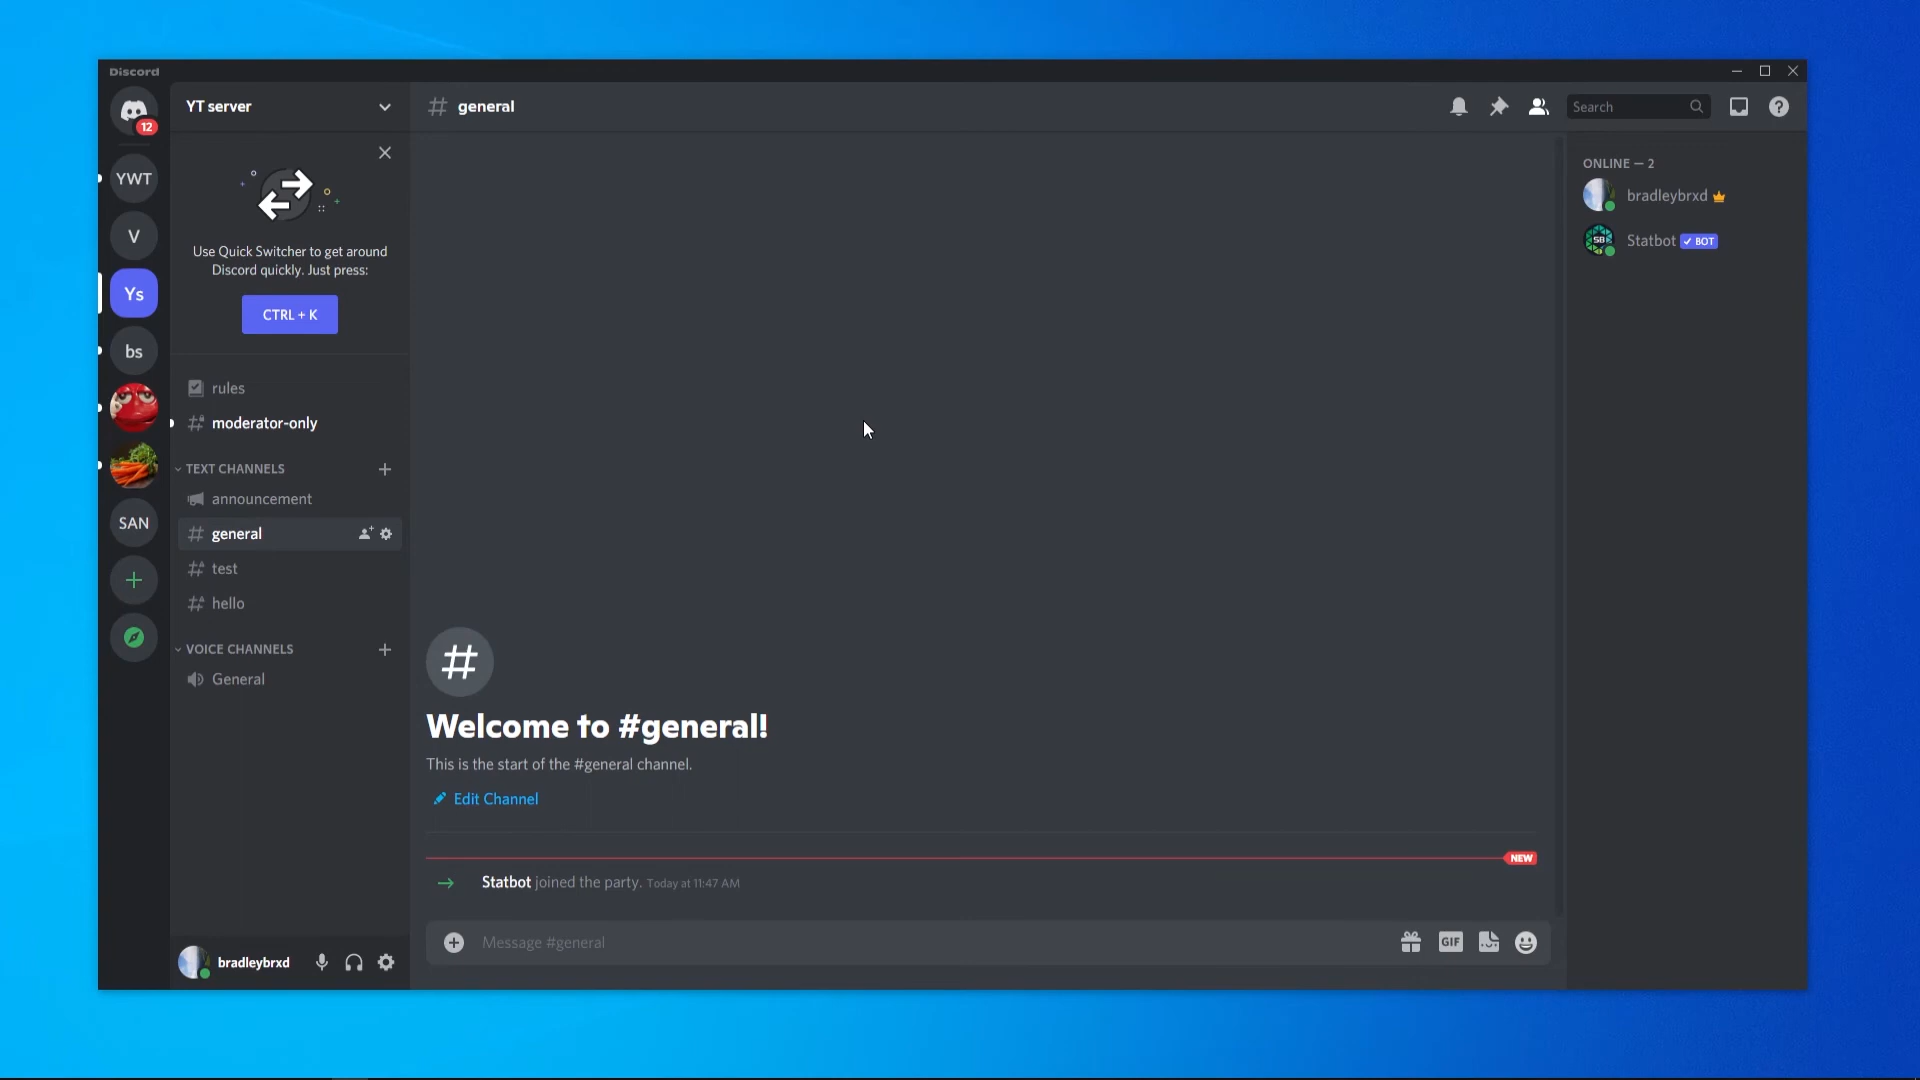 Discord
12
YWT
V
Ys
bs
SAN
YT server
Use Quick Switcher to get around
Discord quickly. Just press:
CTRL + K
rules
moderator-only
TEXT CHANNELS
announcement
general
test
hello
VOICE CHANNELS
General
bradleybrxd
general
Search
Welcome to #general!
This is the start of the #general channel.
Edit Channel
NEW
Statbot joined the party. Today at 11:47 AM
Message #general
GIF
ONLINE — 2
bradleybrxd
SB
Statbot BOT